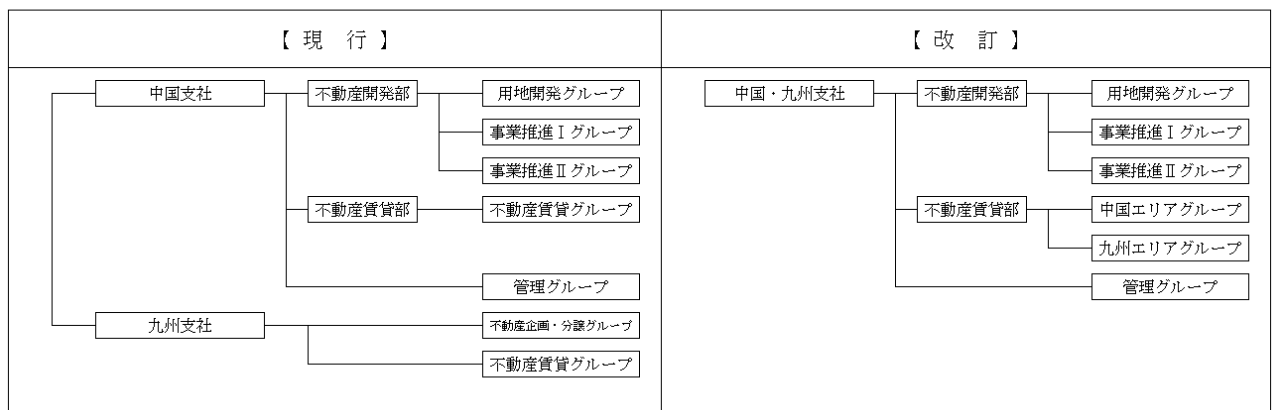 【 現 行 】
中国支社
不動産開発部
用地開発グループ
事業推進Ⅰグループ
事業推進Ⅱグループ
不動産賃貸部
不動産賃貸グループ
管理グループ
九州支社
不動産企画・分譲グループ
不動産賃貸グループ
【 改 訂 】
中国・九州支社
不動産開発部
用地開発グループ
事業推進Ⅰグループ
事業推進Ⅱグループ
不動産賃貸部
中国エリアグループ
九州エリアグループ
管理グループ